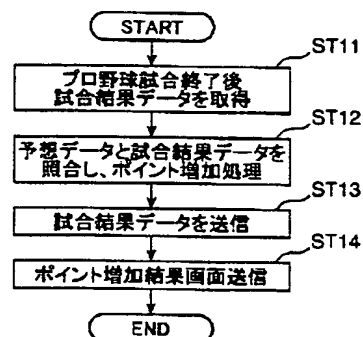 START
ST11
プロ野球試合終了後
試合結果データを取得
ST12
予想データと試合結果データを
照合し、ポイント増加処理
ST13
試合結果データを送信
ST14
ポイント増加結果画面送信
END